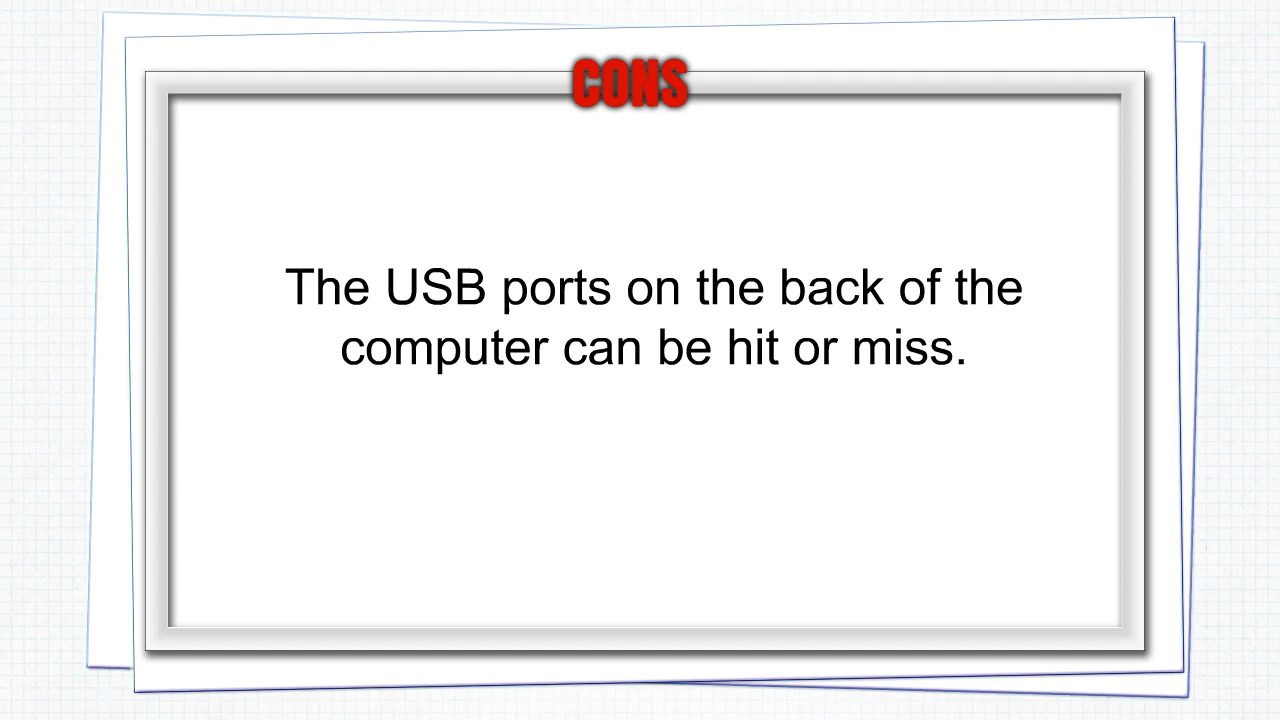 CONS
The USB ports on the back of the
computer can be hit or miss.